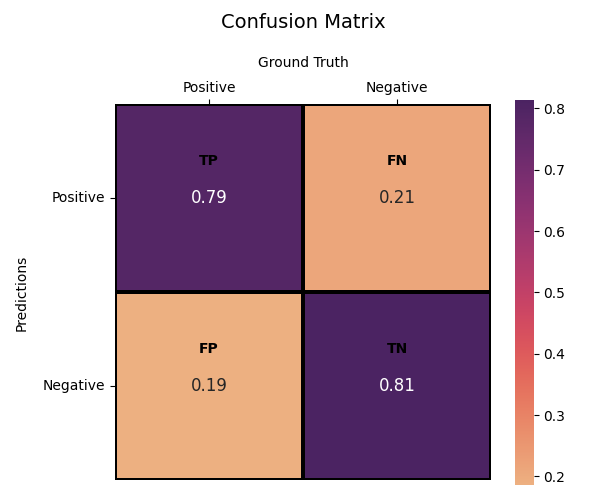 Confusion Matrix
Ground Truth
Positive Negative
TP FN
0.79 0.21
Positive
Predictions
FP TN
0.19 0.81
Negative
0.8
0.7
0.6
0.5
0.4
0.3
0.2